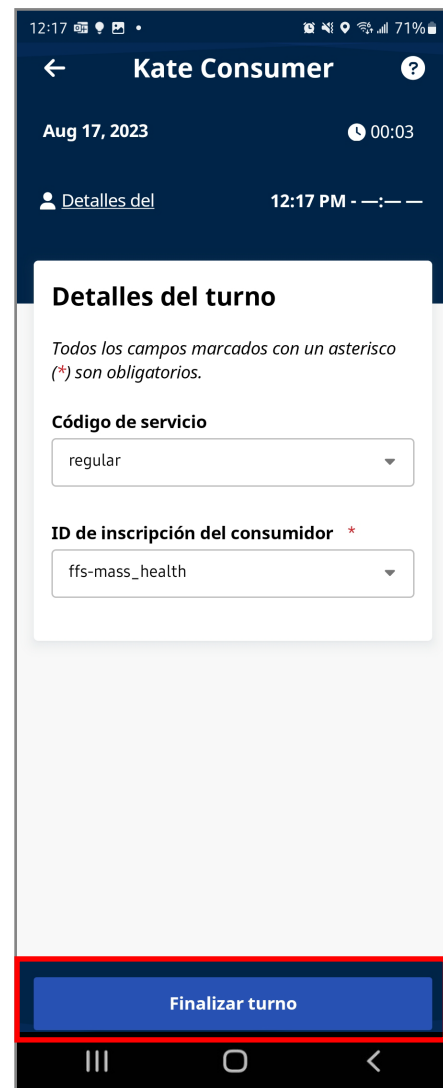 12:17 71%
Kate Consumer ?
Aug 17, 2023 00:03
Detalles del 12:17 PM - —:— —
Detalles del turno
Todos los campos marcados con un asterisco
(*) son obligatorios.
Código de servicio
regular
ID de inscripción del consumidor *
ffs-mass_health
Finalizar turno